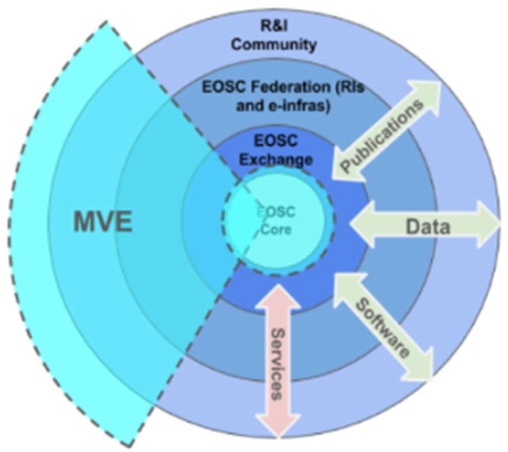 R&I
Community
EOSC Federation (RIs
and e-infras)
EOSC
Exchange
EOSC
Core
MVE
Publications
Data
Software
Services